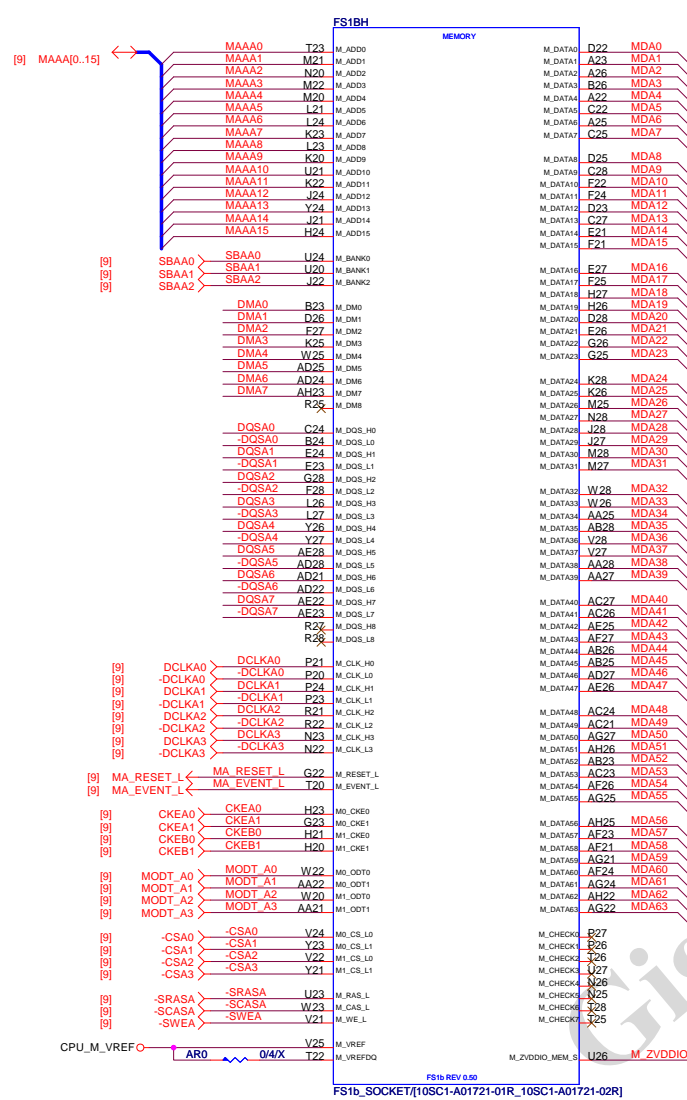 FS1BH
MEMORY
[9] MAAA[0..15]
MAAA0 T23 M_ADD0 M_DATA0 D22 MDA0
MAAA1 M21 M_ADD1 M_DATA1 A23 MDA1
MAAA2 N20 M_ADD2 M_DATA2 A26 MDA2
MAAA3 M22 M_ADD3 M_DATA3 B26 MDA3
MAAA4 M20 M_ADD4 M_DATA4 A22 MDA4
MAAA5 L21 M_ADD5 M_DATA5 C22 MDA5
MAAA6 L24 M_ADD6 M_DATA6 A25 MDA6
MAAA7 K23 M_ADD7 M_DATA7 C25 MDA7
MAAA8 L23 M_ADD8
MAAA9 K20 M_ADD9 M_DATA8 D25 MDA8
MAAA10 U21 M_ADD10 M_DATA9 C28 MDA9
MAAA11 K22 M_ADD11 M_DATA10 F22 MDA10
MAAA12 J24 M_ADD12 M_DATA11 F24 MDA11
MAAA13 Y24 M_ADD13 M_DATA12 D23 MDA12
MAAA14 J21 M_ADD14 M_DATA13 C27 MDA13
MAAA15 H24 M_ADD15 M_DATA14 E21 MDA14
M_DATA15 F21 MDA15
[9] SBAA0 SBAA0 U24 M_BANK0
[9] SBAA1 SBAA1 U20 M_BANK1 M_DATA16 E27 MDA16
[9] SBAA2 SBAA2 J22 M_BANK2 M_DATA17 F25 MDA17
M_DATA18 H27 MDA18
DMA0 B23 M_DM0 M_DATA19 H26 MDA19
DMA1 D26 M_DM1 M_DATA20 D28 MDA20
DMA2 F27 M_DM2 M_DATA21 E26 MDA21
DMA3 K25 M_DM3 M_DATA22 G26 MDA22
DMA4 W25 M_DM4 M_DATA23 G25 MDA23
DMA5 AD25 M_DM5
DMA6 AD24 M_DM6 M_DATA24 K28 MDA24
DMA7 AH23 M_DM7 M_DATA25 K26 MDA25
R25 M_DM8 M_DATA26 M25 MDA26
M_DATA27 N28 MDA27
DQSA0 C24 M_DQS_H0 M_DATA28 J28 MDA28
-DQSA0 B24 M_DQS_L0 M_DATA29 J27 MDA29
DQSA1 E24 M_DQS_H1 M_DATA30 M28 MDA30
-DQSA1 E23 M_DQS_L1 M_DATA31 M27 MDA31
DQSA2 G28 M_DQS_H2
-DQSA2 F28 M_DQS_L2 M_DATA32 W28 MDA32
DQSA3 L26 M_DQS_H3 M_DATA33 W26 MDA33
-DQSA3 L27 M_DQS_L3 M_DATA34 AA25 MDA34
DQSA4 Y26 M_DQS_H4 M_DATA35 AB28 MDA35
-DQSA4 Y27 M_DQS_L4 M_DATA36 V28 MDA36
DQSA5 AE28 M_DQS_H5 M_DATA37 V27 MDA37
-DQSA5 AD28 M_DQS_L5 M_DATA38 AA28 MDA38
DQSA6 AD21 M_DQS_H6 M_DATA39 AA27 MDA39
-DQSA6 AD22 M_DQS_L6
DQSA7 AE22 M_DQS_H7 M_DATA40 AC27 MDA40
-DQSA7 AE23 M_DQS_L7 M_DATA41 AC26 MDA41
R27 M_DQS_H8 M_DATA42 AE25 MDA42
R28 M_DQS_L8 M_DATA43 AF27 MDA43
M_DATA44 AB26 MDA44
[9] DCLKA0 DCLKA0 P21 M_CLK_H0 M_DATA45 AB25 MDA45
[9] -DCLKA0 -DCLKA0 P20 M_CLK_L0 M_DATA46 AD27 MDA46
[9] DCLKA1 DCLKA1 P24 M_CLK_H1 M_DATA47 AE26 MDA47
[9] -DCLKA1 -DCLKA1 P23 M_CLK_L1
[9] DCLKA2 DCLKA2 R21 M_CLK_H2 M_DATA48 AC24 MDA48
[9] -DCLKA2 -DCLKA2 R22 M_CLK_L2 M_DATA49 AC21 MDA49
[9] DCLKA3 DCLKA3 N23 M_CLK_H3 M_DATA50 AG27 MDA50
[9] -DCLKA3 -DCLKA3 N22 M_CLK_L3 M_DATA51 AH26 MDA51
M_DATA52 AB23 MDA52
[9] MA_RESET_L MA_RESET_L G22 M_RESET_L M_DATA53 AC23 MDA53
[9] MA_EVENT_L MA_EVENT_L T20 M_EVENT_L M_DATA54 AF26 MDA54
M_DATA55 AG25 MDA55
[9] CKEA0 CKEA0 H23 M0_CKE0
[9] CKEA1 CKEA1 G23 M0_CKE1 M_DATA56 AH25 MDA56
[9] CKEB0 CKEB0 H21 M1_CKE0 M_DATA57 AF23 MDA57
[9] CKEB1 CKEB1 H20 M1_CKE1 M_DATA58 AF21 MDA58
M_DATA59 AG21 MDA59
[9] MODT_A0 MODT_A0 W22 M0_ODT0 M_DATA60 AF24 MDA60
[9] MODT_A1 MODT_A1 AA22 M0_ODT1 M_DATA61 AG24 MDA61
[9] MODT_A2 MODT_A2 W20 M1_ODT0 M_DATA62 AH22 MDA62
[9] MODT_A3 MODT_A3 AA21 M1_ODT1 M_DATA63 AG22 MDA63
[9] -CSA0 -CSA0 V24 M0_CS_L0 M_CHECK0 P27
[9] -CSA1 -CSA1 Y23 M0_CS_L1 M_CHECK1 P26
[9] -CSA2 -CSA2 V22 M1_CS_L0 M_CHECK2 T26
[9] -CSA3 -CSA3 Y21 M1_CS_L1 M_CHECK3 U27
M_CHECK4 N26
[9] -SRASA -SRASA U23 M_RAS_L M_CHECK5 N25
[9] -SCASA -SCASA W23 M_CAS_L M_CHECK6 T28
[9] -SWEA -SWEA V21 M_WE_L M_CHECK7 T25
CPU_M_VREF V25 M_VREF
AR0 0/4/X T22 M_VREFDQ M_ZVDDIO_MEM_S U26 M_ZVDDIO
FS1b REV 0.50
FS1b_SOCKET/[10SC1-A01721-01R_10SC1-A01721-02R]
Gi